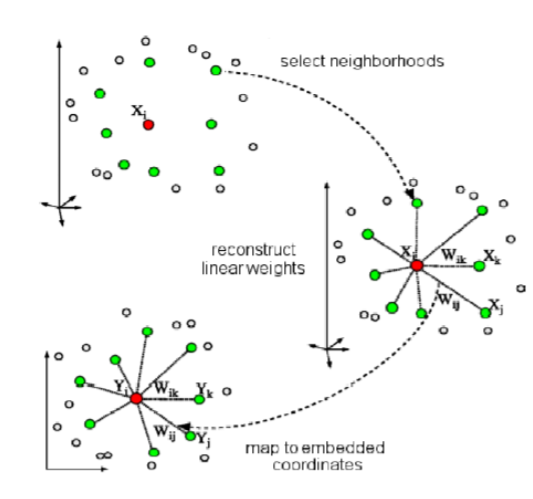 select neighborhoods
Xi
reconstruct
linear weights
Xi
Wik
Xk
Wij
Xj
Yi
Wik
Yk
Wij
Yj
map to embedded
coordinates